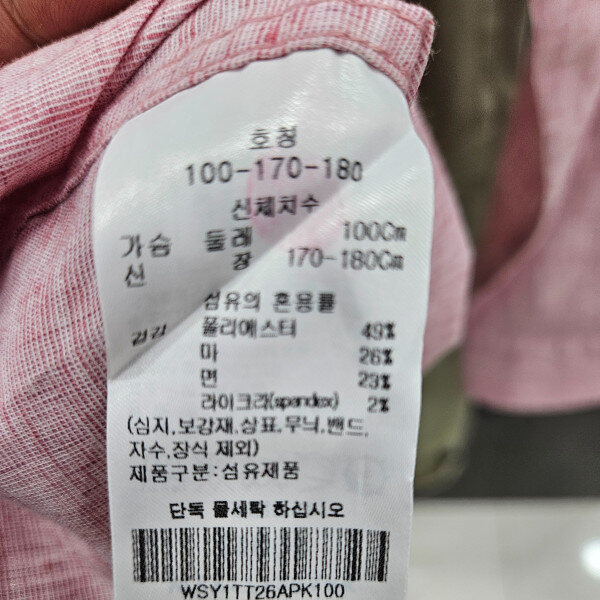 호칭
100-170-180
신체치수
가슴 둘레 100Cm
신 장 170-180Cm
섬유의 혼용률
겉감 폴리에스터 49%
마 26%
면 23%
라이크라(spandex) 2%
(심지,보강재,상표,무늬,밴드,
자수,장식 제외)
제품구분:섬유제품
단독 물세탁 하십시오
WSY1TT26APK100